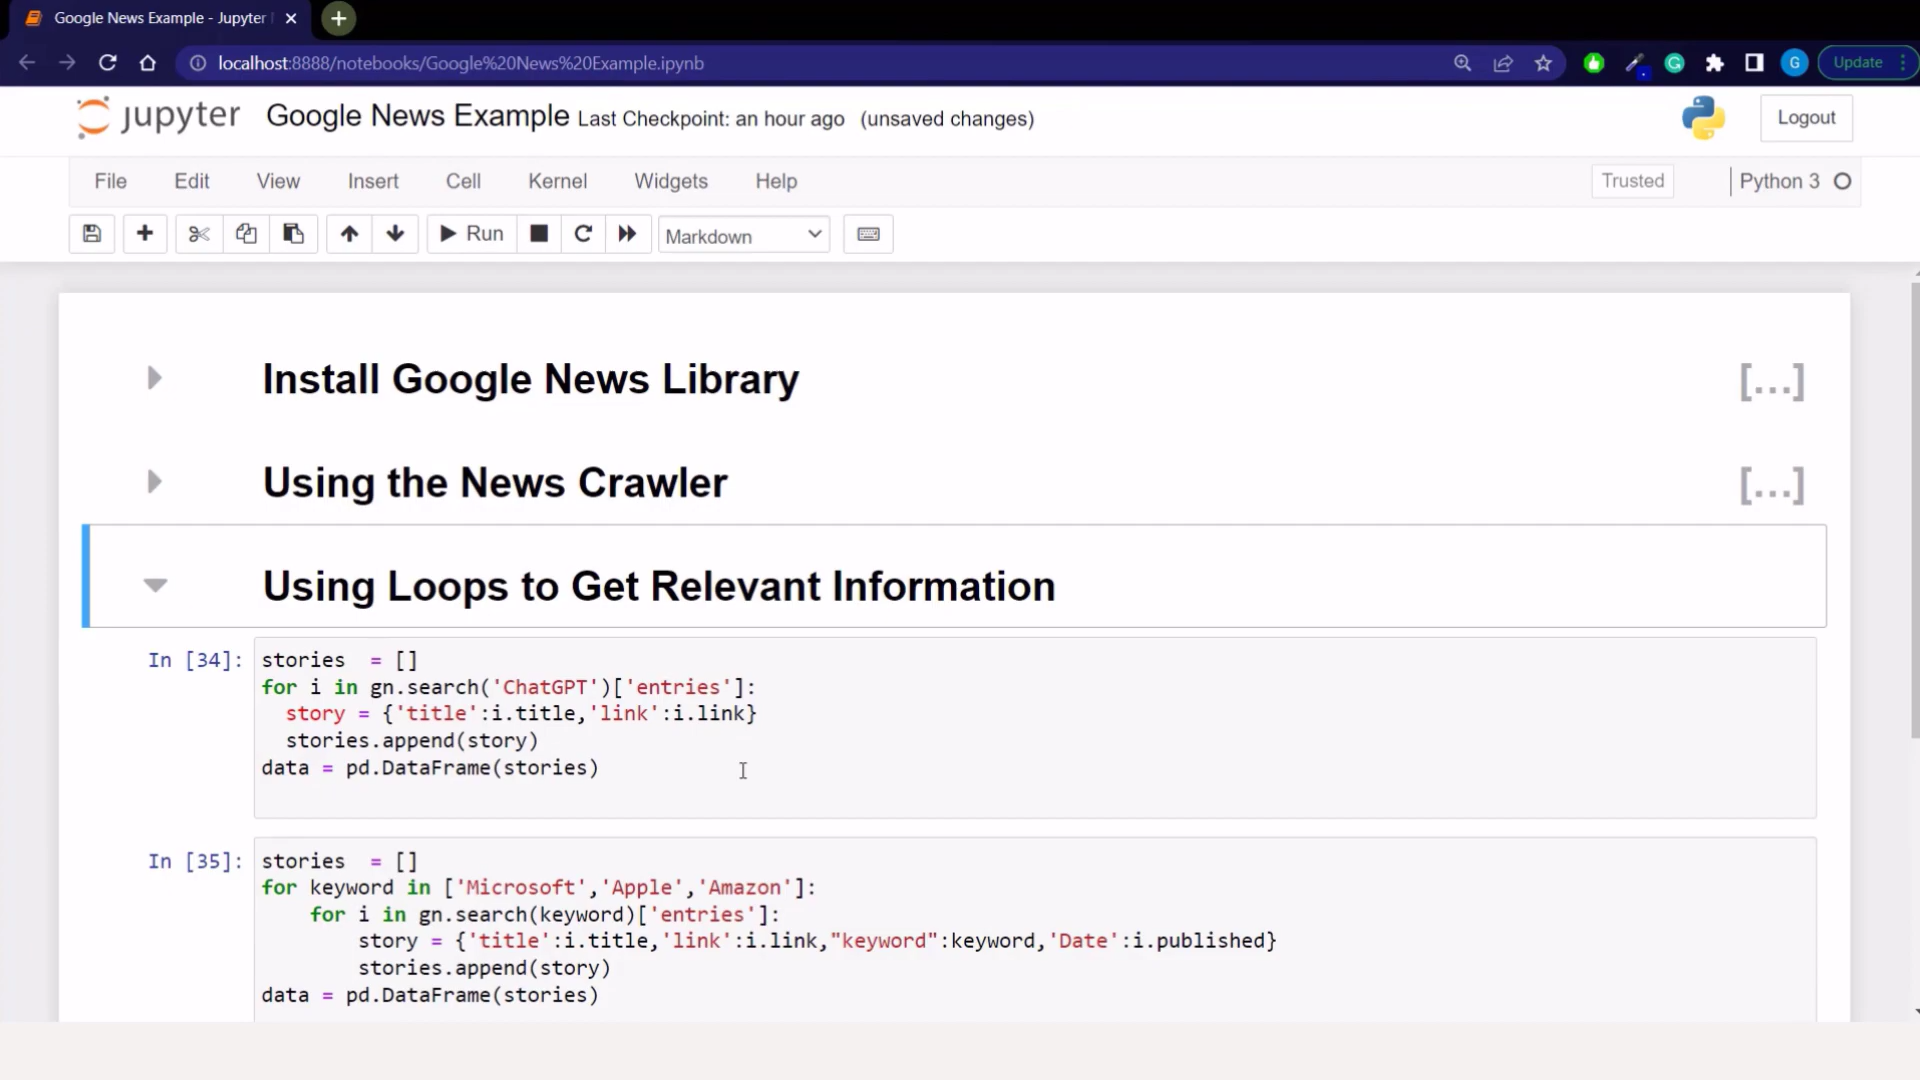 Google News Example - Jupyter
localhost:8888/notebooks/Google%20News%20Example.ipynb
G
G
Update
jupyter
Google News Example Last Checkpoint: an hour ago (unsaved changes)
Logout
File Edit View Insert Cell Kernel Widgets Help
Trusted
Python 3
Run
Markdown
Install Google News Library
[...]
Using the News Crawler
[...]
Using Loops to Get Relevant Information
In [34]:
stories  = []
for i in gn.search('ChatGPT')['entries']:
  story = {'title':i.title,'link':i.link}
  stories.append(story)
data = pd.DataFrame(stories)
In [35]:
stories  = []
for keyword in ['Microsoft','Apple','Amazon']:
    for i in gn.search(keyword)['entries']:
        story = {'title':i.title,'link':i.link,"keyword":keyword,'Date':i.published}
        stories.append(story)
data = pd.DataFrame(stories)